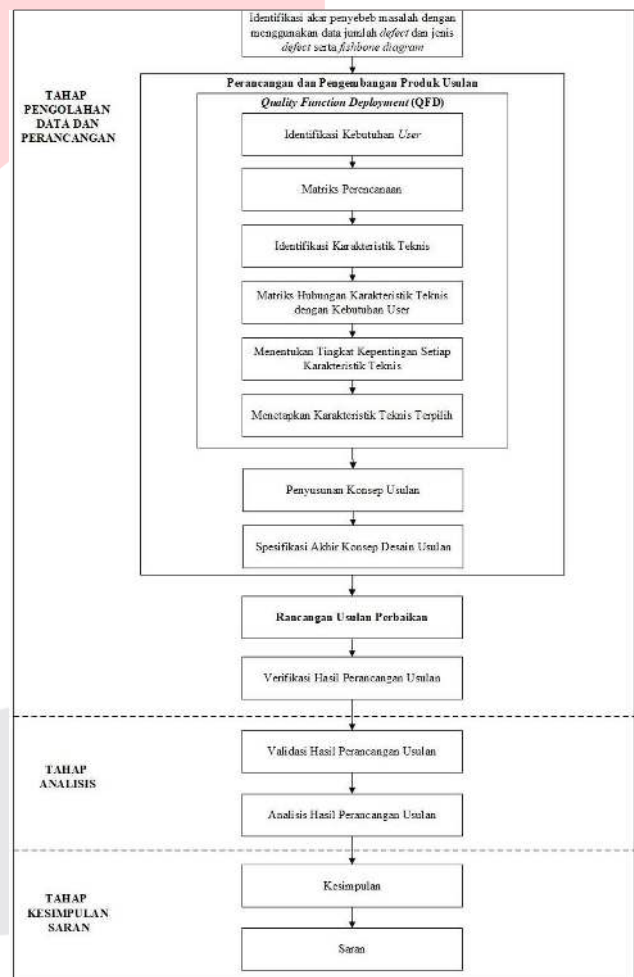 Identifikasi akar penyebeb masalah dengan
menggunakan data jumlah defect dan jenis
defect serta fishbone diagram
TAHAP
PENGOLAHAN
DATA DAN
PERANCANGAN
Perancangan dan Pengembangan Produk Usulan
Quality Function Deployment (QFD)
Identifikasi Kebutuhan User
Matriks Perencanaan
Identifikasi Karakteristik Teknis
Matriks Hubungan Karakteristik Teknis
dengan Kebutuhan User
Menentukan Tingkat Kepentingan Setiap
Karakteristik Teknis
Menetapkan Karakteristik Teknis Terpilih
Penyusunan Konsep Usulan
Spesifikasi Akhir Konsep Desain Usulan
Rancangan Usulan Perbaikan
Verifikasi Hasil Perancangan Usulan
TAHAP
ANALISIS
Validasi Hasil Perancangan Usulan
Analisis Hasil Perancangan Usulan
TAHAP
KESIMPULAN
SARAN
Kesimpulan
Saran